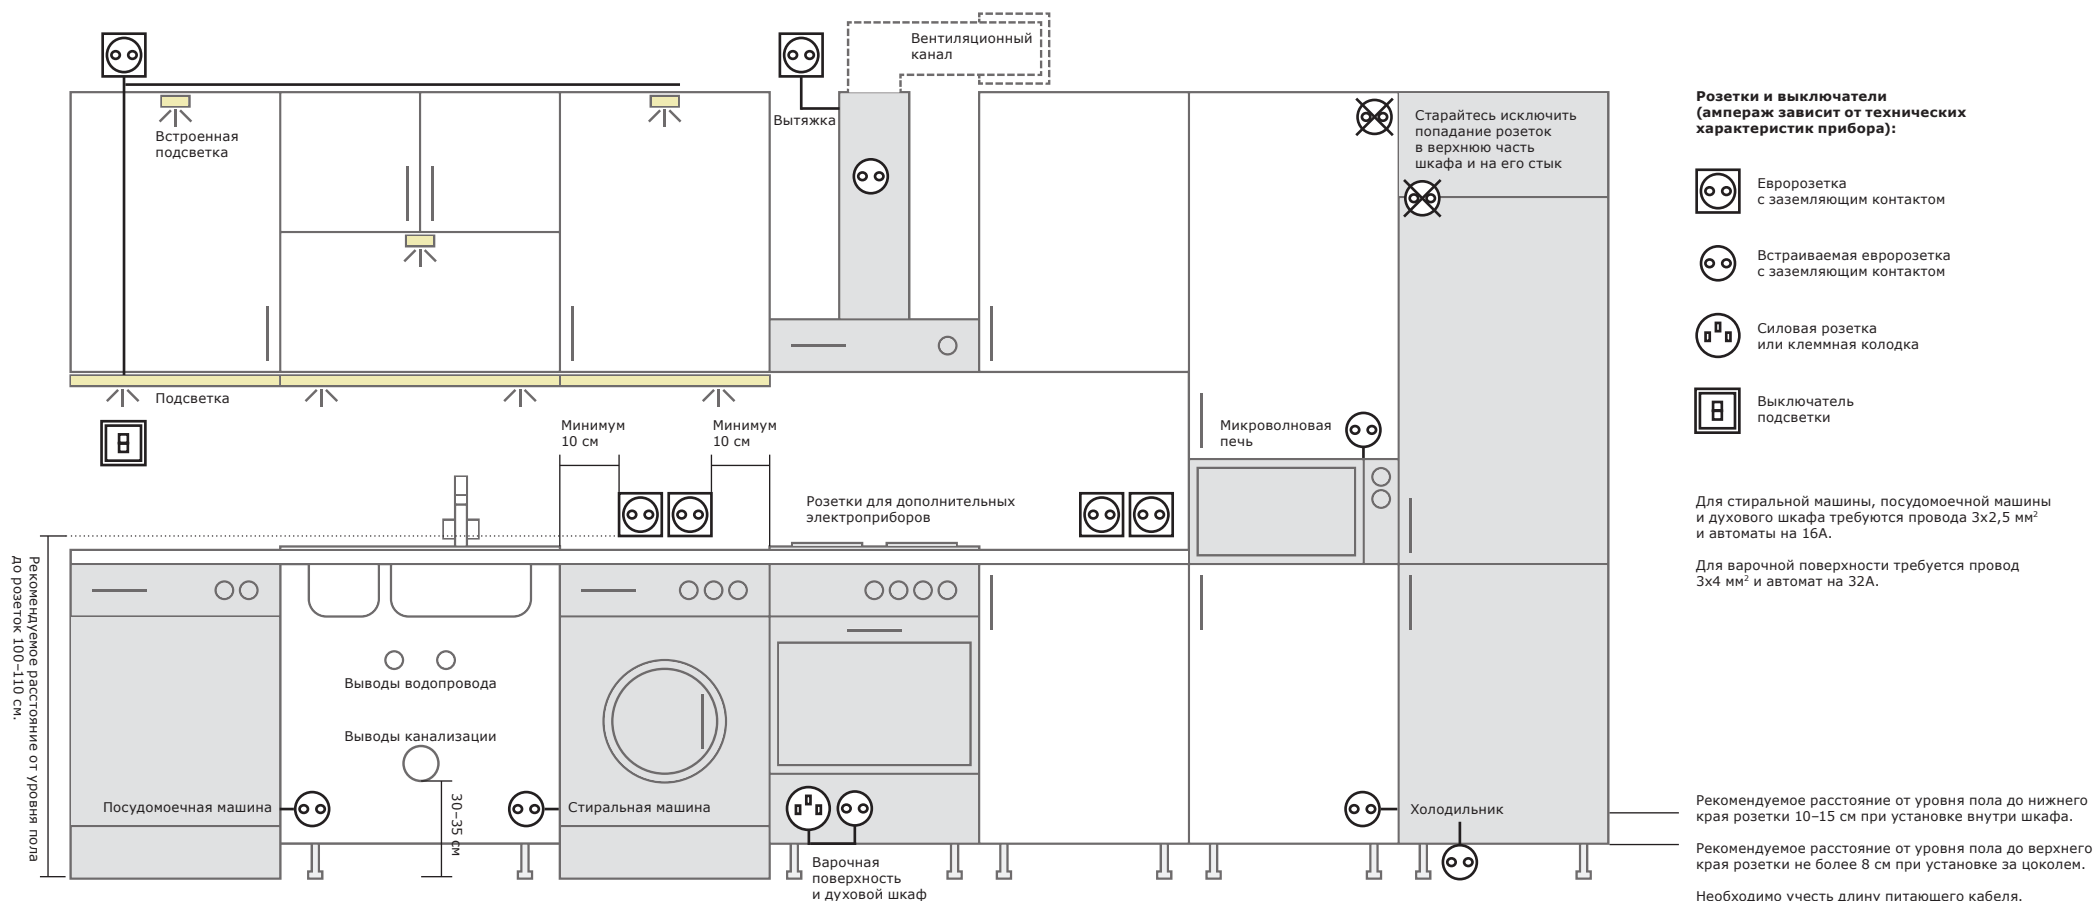 Вентиляционный
канал
Встроенная
подсветка
Вытяжка
Старайтесь исключить
попадание розеток
в верхнюю часть
шкафа и на его стык
Подсветка
Минимум
10 см
Минимум
10 см
Микроволновая
печь
Розетки для дополнительных
электроприборов
Рекомендуемое расстояние от уровня пола
до розеток 100–110 см.
Выводы водопровода
Выводы канализации
30–35 см
Посудомоечная машина
Стиральная машина
Варочная
поверхность
и духовой шкаф
Холодильник
Розетки и выключатели
(ампераж зависит от технических
характеристик прибора):
Евророзетка
с заземляющим контактом
Встраиваемая евророзетка
с заземляющим контактом
Силовая розетка
или клеммная колодка
Выключатель
подсветки
Для стиральной машины, посудомоечной машины
и духового шкафа требуются провода 3х2,5 мм²
и автоматы на 16А.
Для варочной поверхности требуется провод
3х4 мм² и автомат на 32А.
Рекомендуемое расстояние от уровня пола до нижнего
края розетки 10–15 см при установке внутри шкафа.
Рекомендуемое расстояние от уровня пола до верхнего
края розетки не более 8 см при установке за цоколем.
Необходимо учесть длину питающего кабеля.